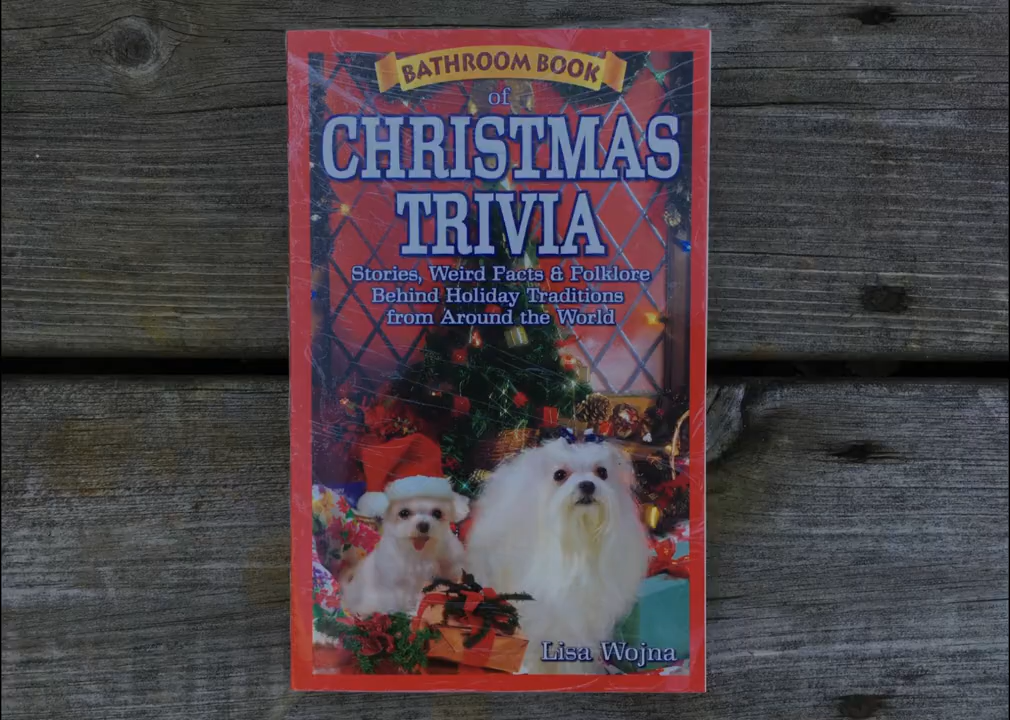 BATHROOM BOOK
of
CHRISTMAS
TRIVIA
Stories, Weird Facts & Folklore
Behind Holiday Traditions
from Around the World
Lisa Wojna